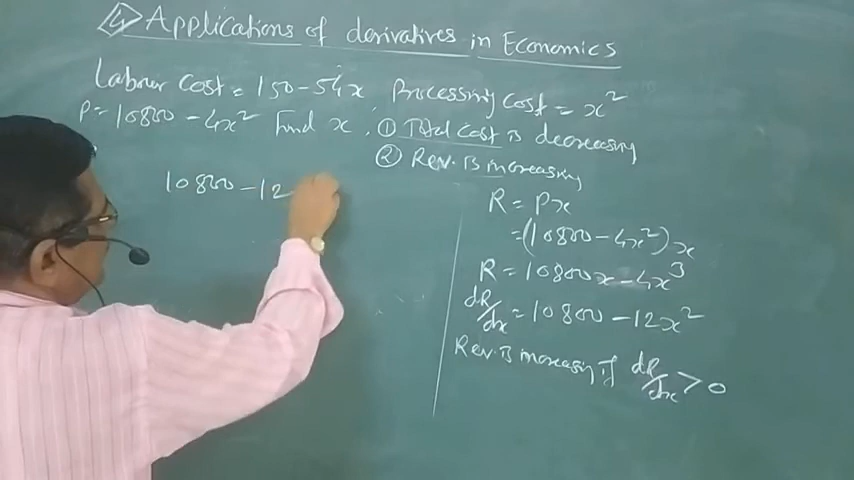 4 Applications of derivatives in Economics
Labour Cost = 150 - 54x Processing Cost = x²
P = 10800 - 4x² Find x. ① Total Cost is decreasing
② Rev. is increasing
10800 - 12
R = Px
= (10800 - 4x²)x
R = 10800x - 4x³
dR/dx = 10800 - 12x²
Rev. is increasing if dR/dx > 0